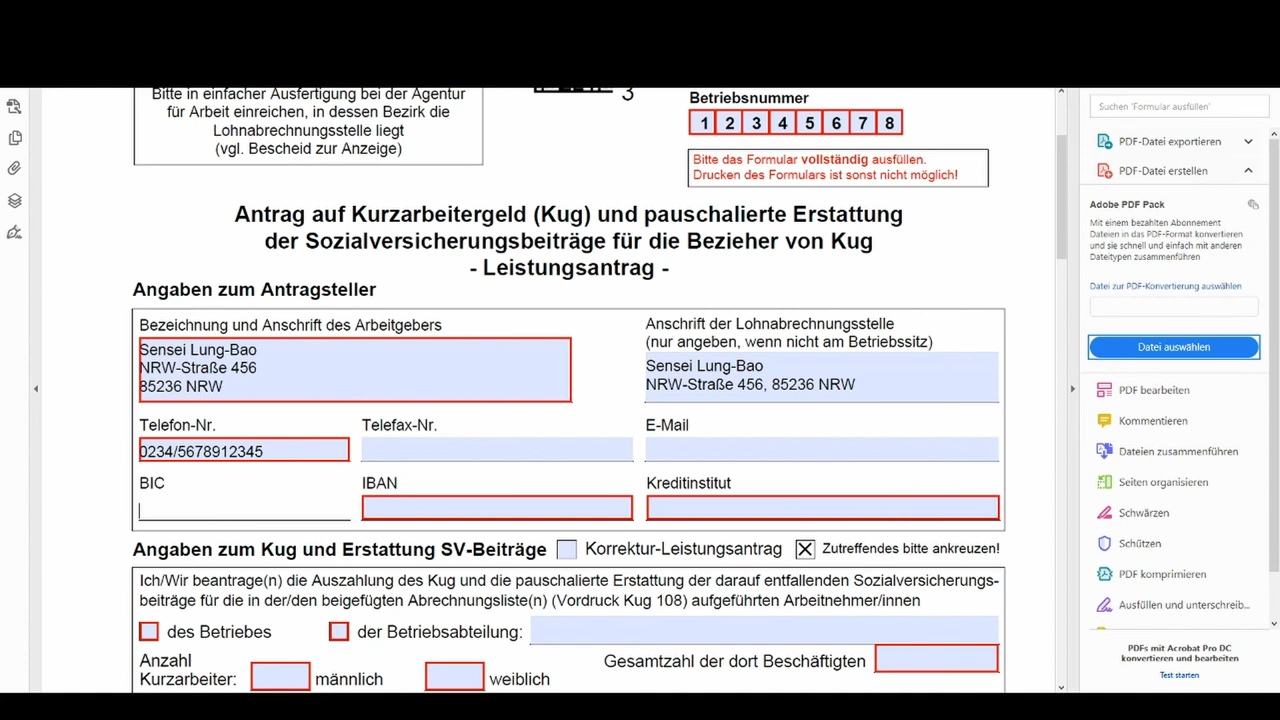 Bitte in einfacher Ausfertigung bei der Agentur
für Arbeit einreichen, in dessen Bezirk die
Lohnabrechnungsstelle liegt
(vgl. Bescheid zur Anzeige)
3
Betriebsnummer
1 2 3 4 5 6 7 8
Bitte das Formular vollständig ausfüllen.
Drucken des Formulars ist sonst nicht möglich!
Antrag auf Kurzarbeitergeld (Kug) und pauschalierte Erstattung
der Sozialversicherungsbeiträge für die Bezieher von Kug
- Leistungsantrag -
Angaben zum Antragsteller
Bezeichnung und Anschrift des Arbeitgebers
Sensei Lung-Bao
NRW-Straße 456
85236 NRW
Anschrift der Lohnabrechnungsstelle
(nur angeben, wenn nicht am Betriebssitz)
Sensei Lung-Bao
NRW-Straße 456, 85236 NRW
Telefon-Nr.
0234/5678912345
Telefax-Nr.
E-Mail
BIC
IBAN
Kreditinstitut
Angaben zum Kug und Erstattung SV-Beiträge
Korrektur-Leistungsantrag
Zutreffendes bitte ankreuzen!
Ich/Wir beantrage(n) die Auszahlung des Kug und die pauschalierte Erstattung der darauf entfallenden Sozialversicherungs-
beiträge für die in der/den beigefügten Abrechnungsliste(n) (Vordruck Kug 108) aufgeführten Arbeitnehmer/innen
des Betriebes
der Betriebsabteilung:
Anzahl
Kurzarbeiter:
männlich
weiblich
Gesamtzahl der dort Beschäftigten
Suchen 'Formular ausfüllen'
PDF-Datei exportieren
PDF-Datei erstellen
Adobe PDF Pack
Mit einem bezahlten Abonnement
Dateien in das PDF-Format konvertieren
und sie schnell und einfach mit anderen
Dateitypen zusammenführen
Datei zur PDF-Konvertierung auswählen
Datei auswählen
PDF bearbeiten
Kommentieren
Dateien zusammenführen
Seiten organisieren
Schwärzen
Schützen
PDF komprimieren
Ausfüllen und unterschreib...
PDFs mit Acrobat Pro DC
konvertieren und bearbeiten
Test starten